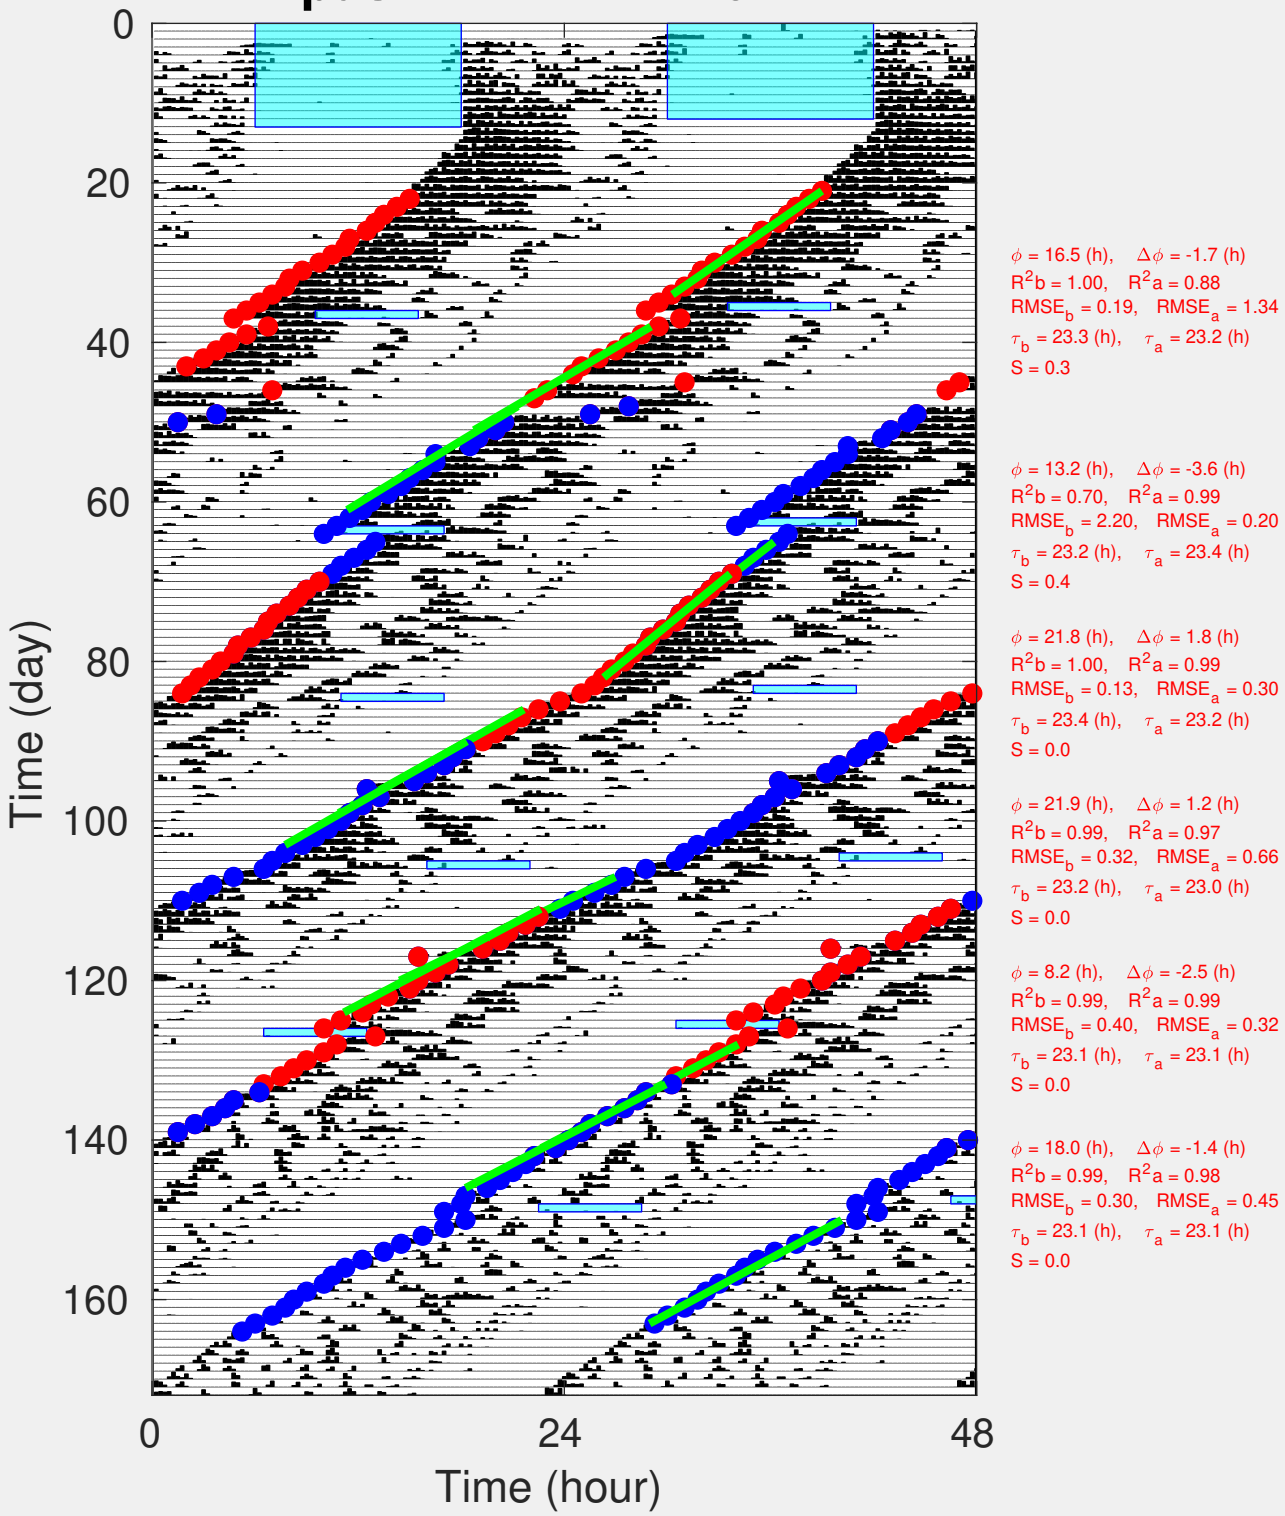 0
20
40
60
80
100
120
140
160
Time (day)
0 24 48
Time (hour)
ϕ = 16.5 (h), Δϕ = -1.7 (h)
R²b = 1.00, R²a = 0.88
RMSE_b = 0.19, RMSE_a = 1.34
τ_b = 23.3 (h), τ_a = 23.2 (h)
S = 0.3
ϕ = 13.2 (h), Δϕ = -3.6 (h)
R²b = 0.70, R²a = 0.99
RMSE_b = 2.20, RMSE_a = 0.20
τ_b = 23.2 (h), τ_a = 23.4 (h)
S = 0.4
ϕ = 21.8 (h), Δϕ = 1.8 (h)
R²b = 1.00, R²a = 0.99
RMSE_b = 0.13, RMSE_a = 0.30
τ_b = 23.4 (h), τ_a = 23.2 (h)
S = 0.0
ϕ = 21.9 (h), Δϕ = 1.2 (h)
R²b = 0.99, R²a = 0.97
RMSE_b = 0.32, RMSE_a = 0.66
τ_b = 23.2 (h), τ_a = 23.0 (h)
S = 0.0
ϕ = 8.2 (h), Δϕ = -2.5 (h)
R²b = 0.99, R²a = 0.99
RMSE_b = 0.40, RMSE_a = 0.32
τ_b = 23.1 (h), τ_a = 23.1 (h)
S = 0.0
ϕ = 18.0 (h), Δϕ = -1.4 (h)
R²b = 0.99, R²a = 0.98
RMSE_b = 0.30, RMSE_a = 0.45
τ_b = 23.1 (h), τ_a = 23.1 (h)
S = 0.0